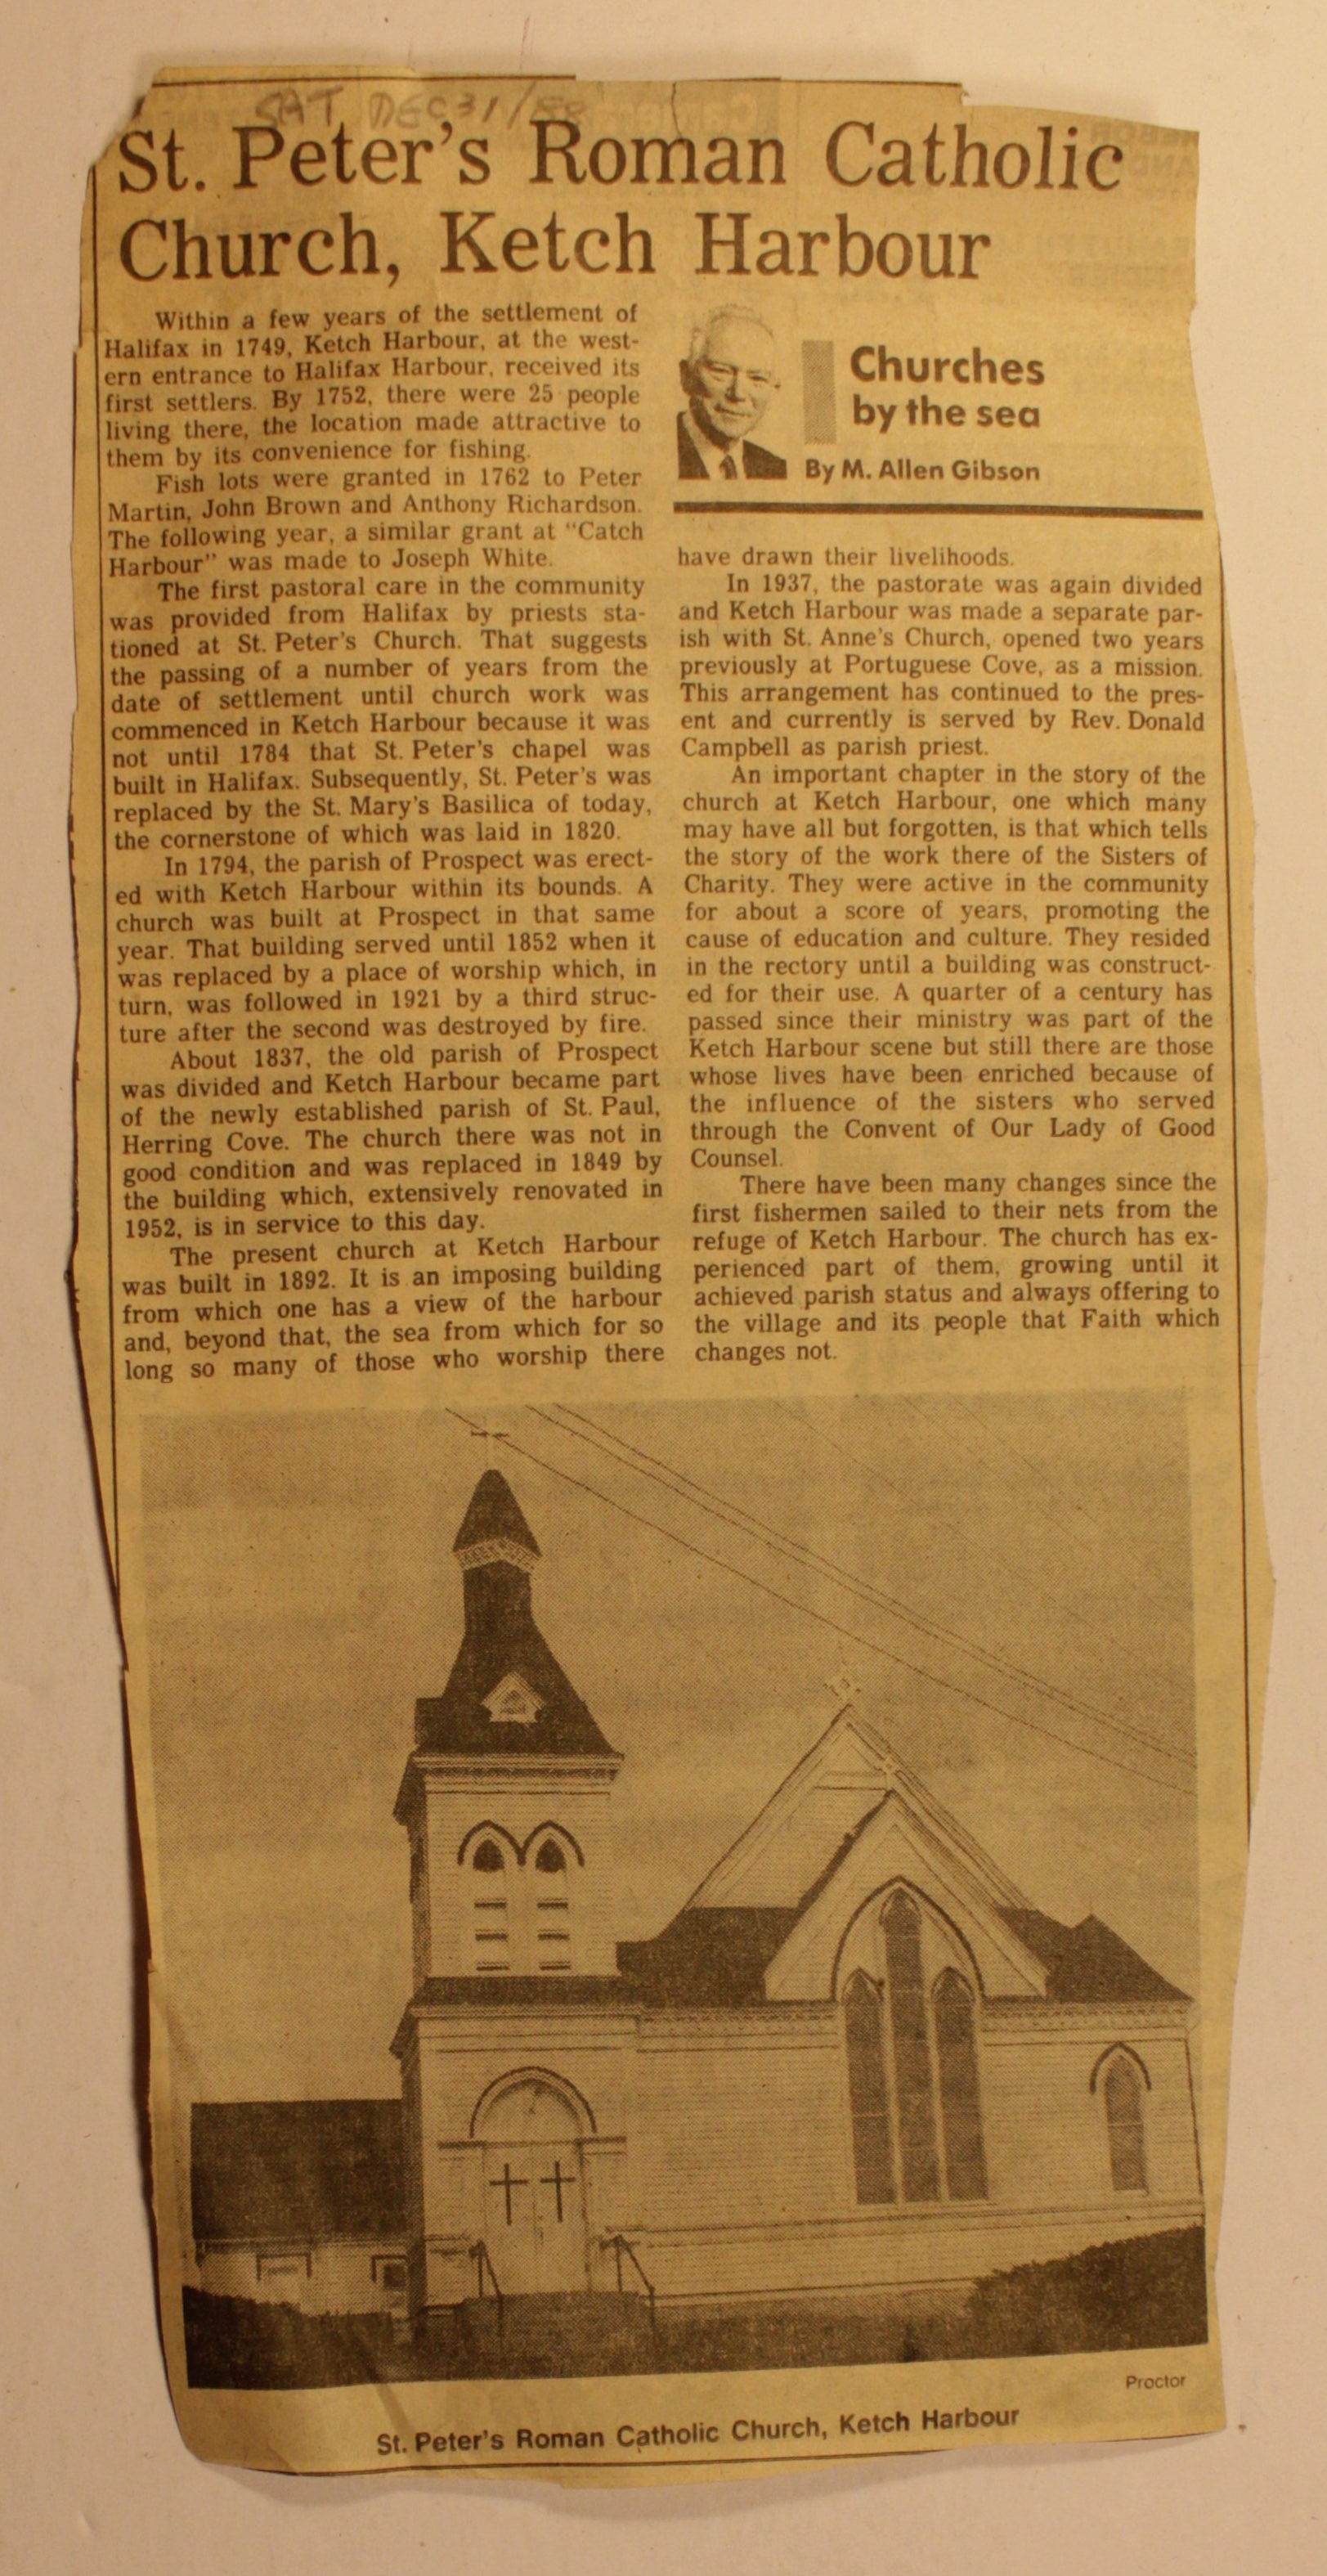 SAT DEC 31/88
St. Peter's Roman Catholic
Church, Ketch Harbour
Within a few years of the settlement of
Halifax in 1749, Ketch Harbour, at the west-
ern entrance to Halifax Harbour, received its
first settlers. By 1752, there were 25 people
living there, the location made attractive to
them by its convenience for fishing.
Fish lots were granted in 1762 to Peter
Martin, John Brown and Anthony Richardson.
The following year, a similar grant at "Catch
Harbour" was made to Joseph White.
The first pastoral care in the community
was provided from Halifax by priests sta-
tioned at St. Peter's Church. That suggests
the passing of a number of years from the
date of settlement until church work was
commenced in Ketch Harbour because it was
not until 1784 that St. Peter's chapel was
built in Halifax. Subsequently, St. Peter's was
replaced by the St. Mary's Basilica of today,
the cornerstone of which was laid in 1820.
In 1794, the parish of Prospect was erect-
ed with Ketch Harbour within its bounds. A
church was built at Prospect in that same
year. That building served until 1852 when it
was replaced by a place of worship which, in
turn, was followed in 1921 by a third struc-
ture after the second was destroyed by fire.
About 1837, the old parish of Prospect
was divided and Ketch Harbour became part
of the newly established parish of St. Paul,
Herring Cove. The church there was not in
good condition and was replaced in 1849 by
the building which, extensively renovated in
1952, is in service to this day.
The present church at Ketch Harbour
was built in 1892. It is an imposing building
from which one has a view of the harbour
and, beyond that, the sea from which for so
long so many of those who worship there
Churches
by the sea
By M. Allen Gibson
have drawn their livelihoods.
In 1937, the pastorate was again divided
and Ketch Harbour was made a separate par-
ish with St. Anne's Church, opened two years
previously at Portuguese Cove, as a mission.
This arrangement has continued to the pres-
ent and currently is served by Rev. Donald
Campbell as parish priest.
An important chapter in the story of the
church at Ketch Harbour, one which many
may have all but forgotten, is that which tells
the story of the work there of the Sisters of
Charity. They were active in the community
for about a score of years, promoting the
cause of education and culture. They resided
in the rectory until a building was construct-
ed for their use. A quarter of a century has
passed since their ministry was part of the
Ketch Harbour scene but still there are those
whose lives have been enriched because of
the influence of the sisters who served
through the Convent of Our Lady of Good
Counsel.
There have been many changes since the
first fishermen sailed to their nets from the
refuge of Ketch Harbour. The church has ex-
perienced part of them, growing until it
achieved parish status and always offering to
the village and its people that Faith which
changes not.
Proctor
St. Peter's Roman Catholic Church, Ketch Harbour